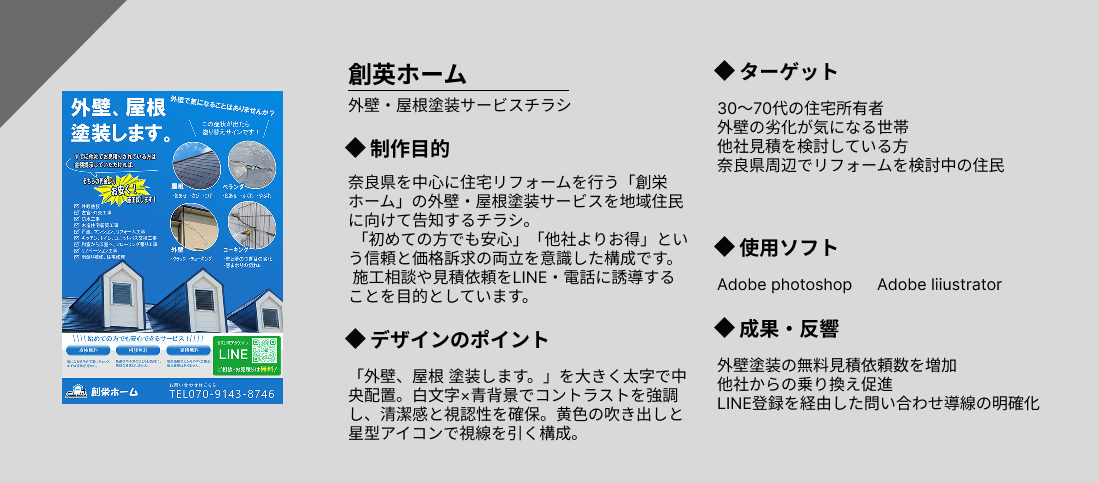 外壁、屋根
塗装します。
外壁で気になることはありませんか？
この症状が出たら
塗り替えサインです！
屋根
ベランダ
外壁
コーキング
初めての方でも安心できるサービス！
LINE
ご相談・お見積りは無料！
創栄ホーム
お問い合わせはこちら
TEL070-9143-8746
創英ホーム
外壁・屋根塗装サービスチラシ
◆ 制作目的
奈良県を中心に住宅リフォームを行う「創栄
ホーム」の外壁・屋根塗装サービスを地域住民
に向けて告知するチラシ。
「初めての方でも安心」「他社よりお得」とい
う信頼と価格訴求の両立を意識した構成です。
施工相談や見積依頼をLINE・電話に誘導する
ことを目的としています。
◆ デザインのポイント
「外壁、屋根 塗装します。」を大きく太字で中
央配置。白文字×青背景でコントラストを強調
し、清潔感と視認性を確保。黄色の吹き出しと
星型アイコンで視線を引く構成。
◆ ターゲット
30〜70代の住宅所有者
外壁の劣化が気になる世帯
他社見積を検討している方
奈良県周辺でリフォームを検討中の住民
◆ 使用ソフト
Adobe photoshop Adobe liiustrator
◆ 成果・反響
外壁塗装の無料見積依頼数を増加
他社からの乗り換え促進
LINE登録を経由した問い合わせ導線の明確化